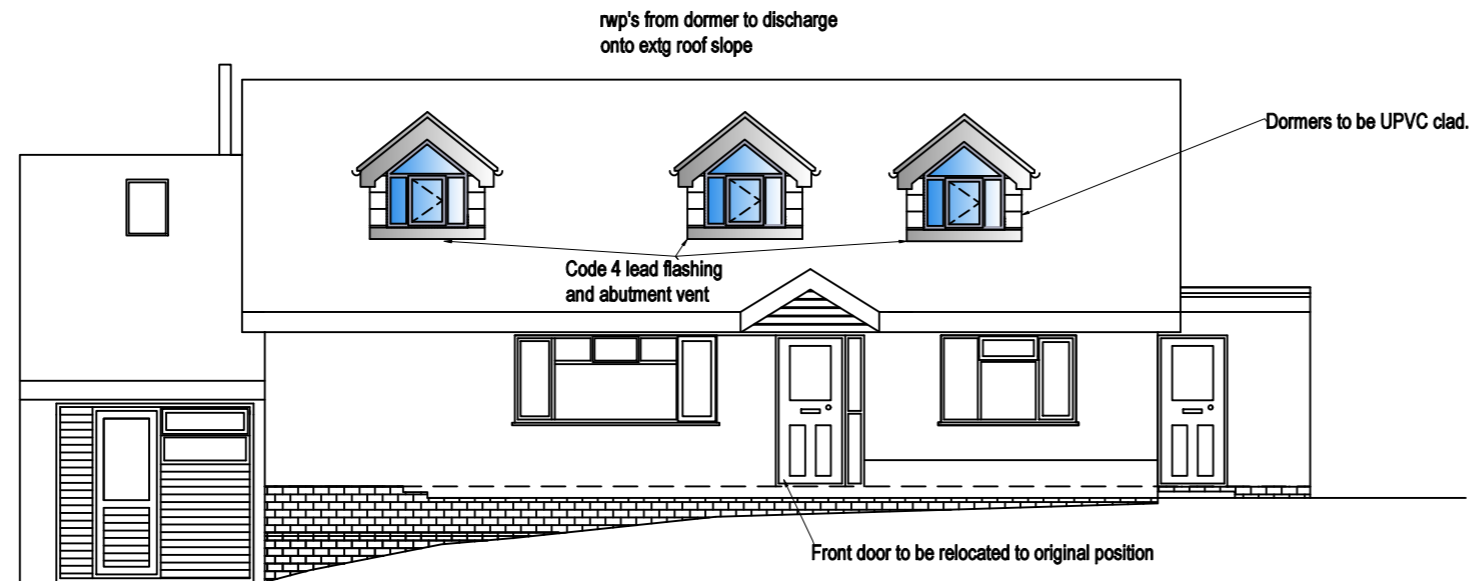 rwp's from dormer to discharge
onto extg roof slope
Dormers to be UPVC clad.
Code 4 lead flashing
and abutment vent
Front door to be relocated to original position